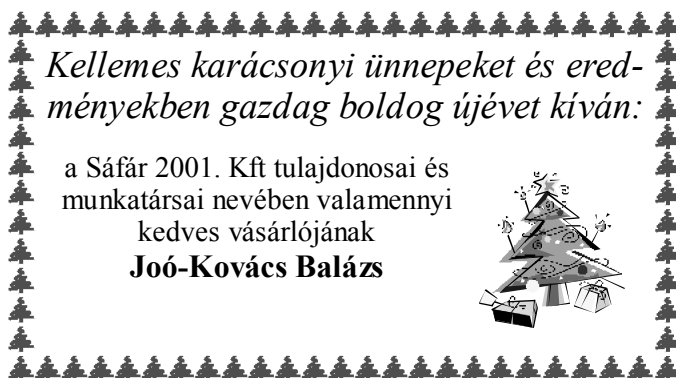 Kellemes karácsonyi ünnepeket és ered-
ményekben gazdag boldog újévet kíván:
a Sáfár 2001. Kft tulajdonosai és
munkatársai nevében valamennyi
kedves vásárlójának
Joó-Kovács Balázs